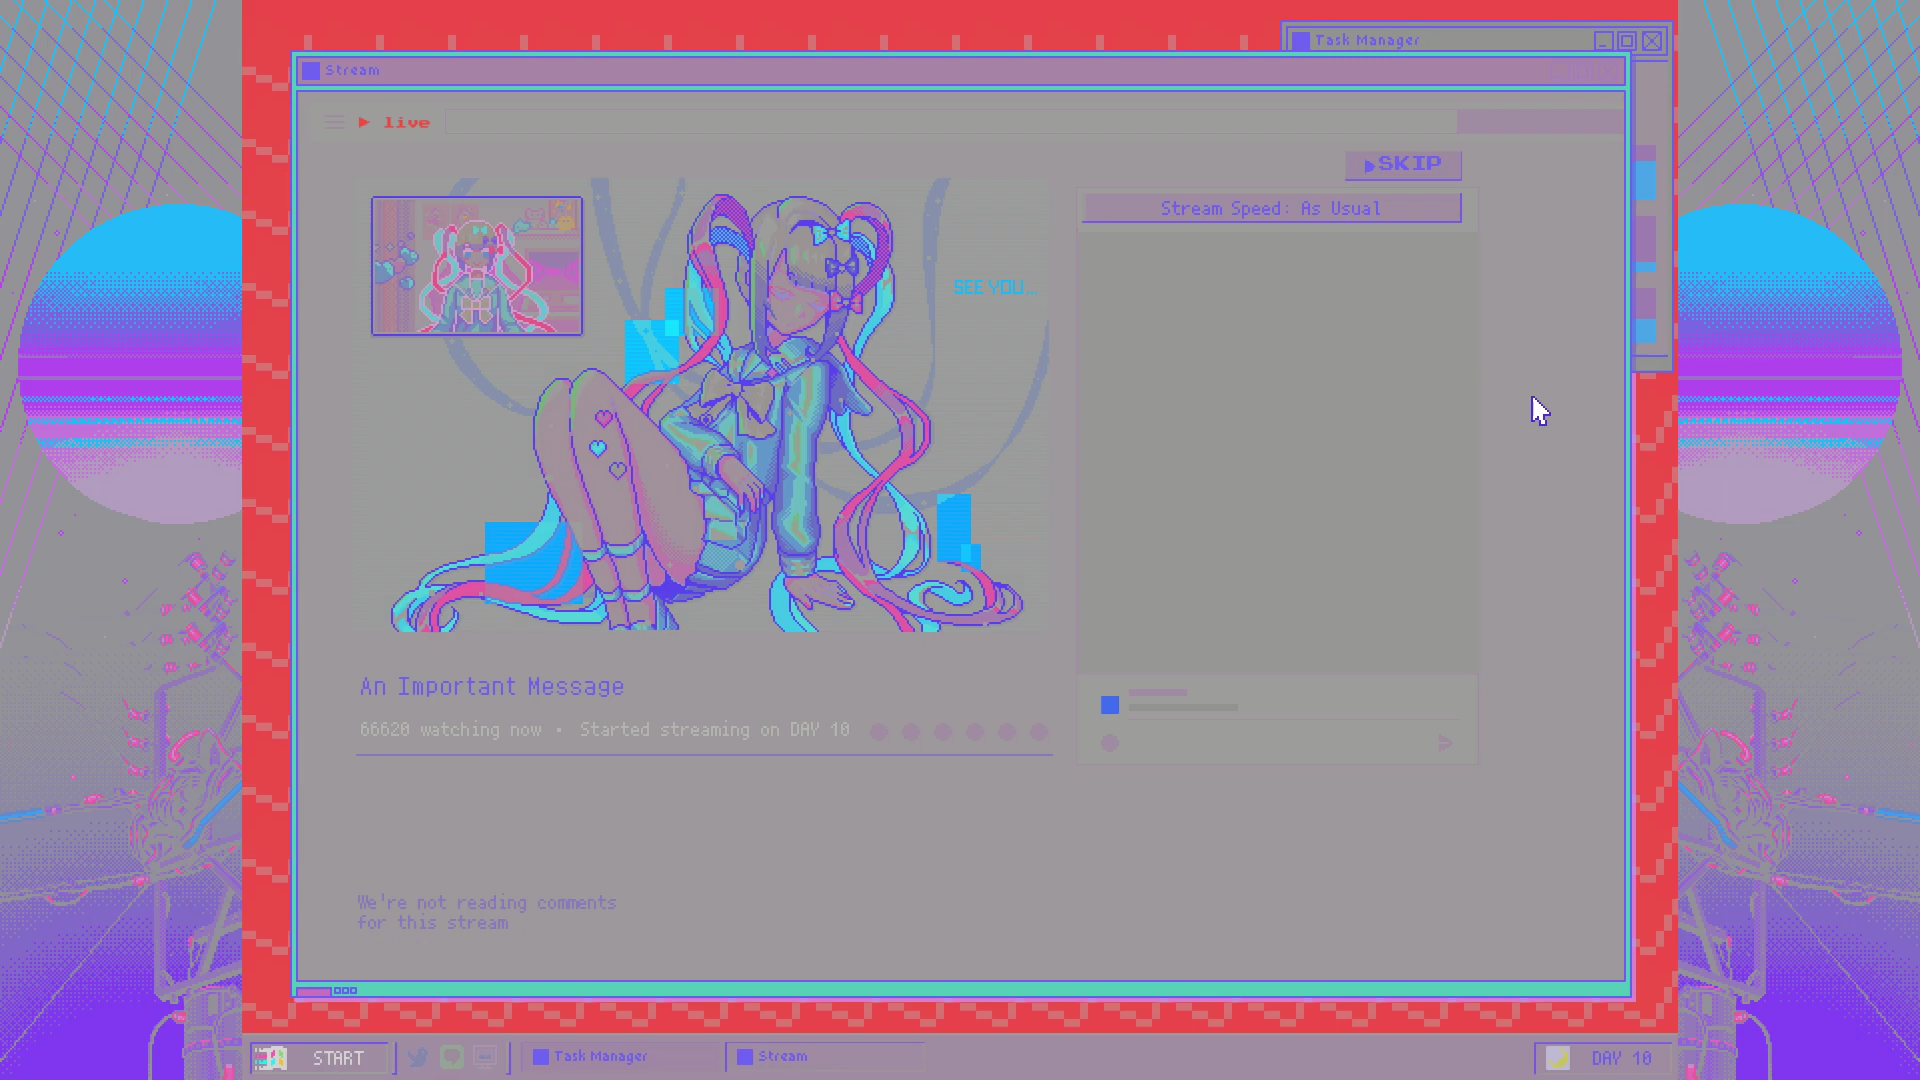 Task Manager
Stream
live
SKIP
Stream Speed: As Usual
SEE YOU...
An Important Message
66620 watching now • Started streaming on DAY 10
We're not reading comments
for this stream
START
Task Manager
Stream
DAY 10